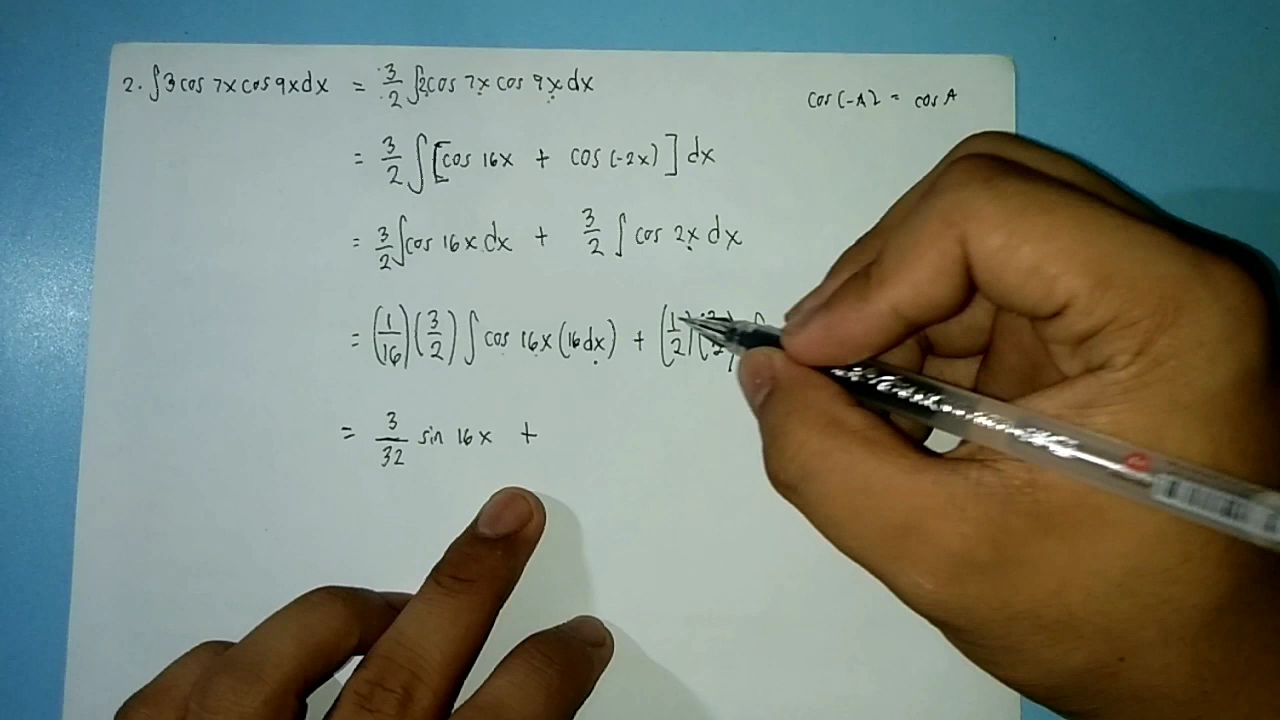 2. ∫3 cos 7x cos 9x dx = 3/2 ∫2cos 7x cos 9x dx
cos(-A) = cos A
= 3/2 ∫[cos 16x + cos(-2x)] dx
= 3/2 ∫cos 16x dx + 3/2 ∫ cos 2x dx
= (1/16)(3/2) ∫ cos 16x (16dx) + (1/2)(
= 3/32 sin 16x +